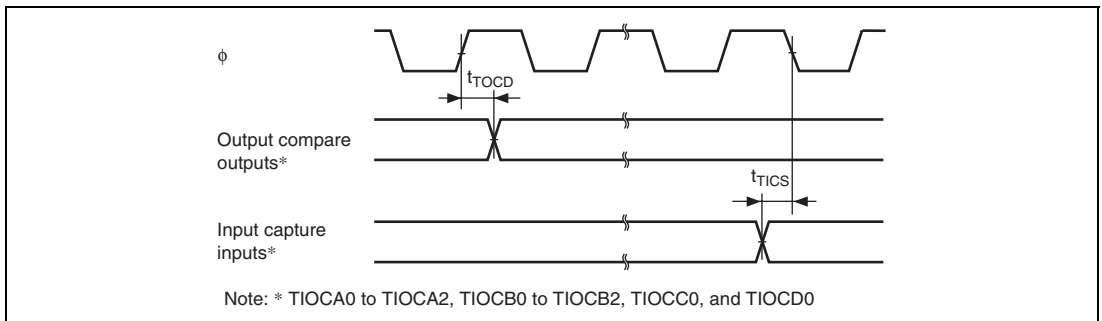 φ
tTOCD
Output compare
outputs*
tTICS
Input capture
inputs*
Note: * TIOCA0 to TIOCA2, TIOCB0 to TIOCB2, TIOCC0, and TIOCD0